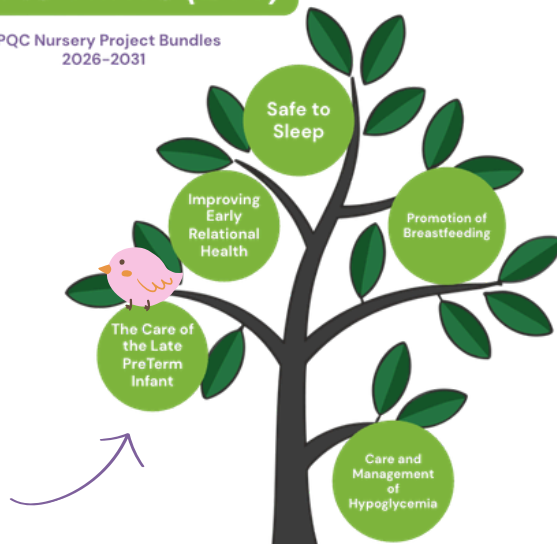 PQC Nursery Project Bundles
2026-2031
Safe to
Sleep
Improving
Early
Relational
Health
Promotion of
Breastfeeding
The Care of
the Late
PreTerm
Infant
Care and
Management
of
Hypoglycemia